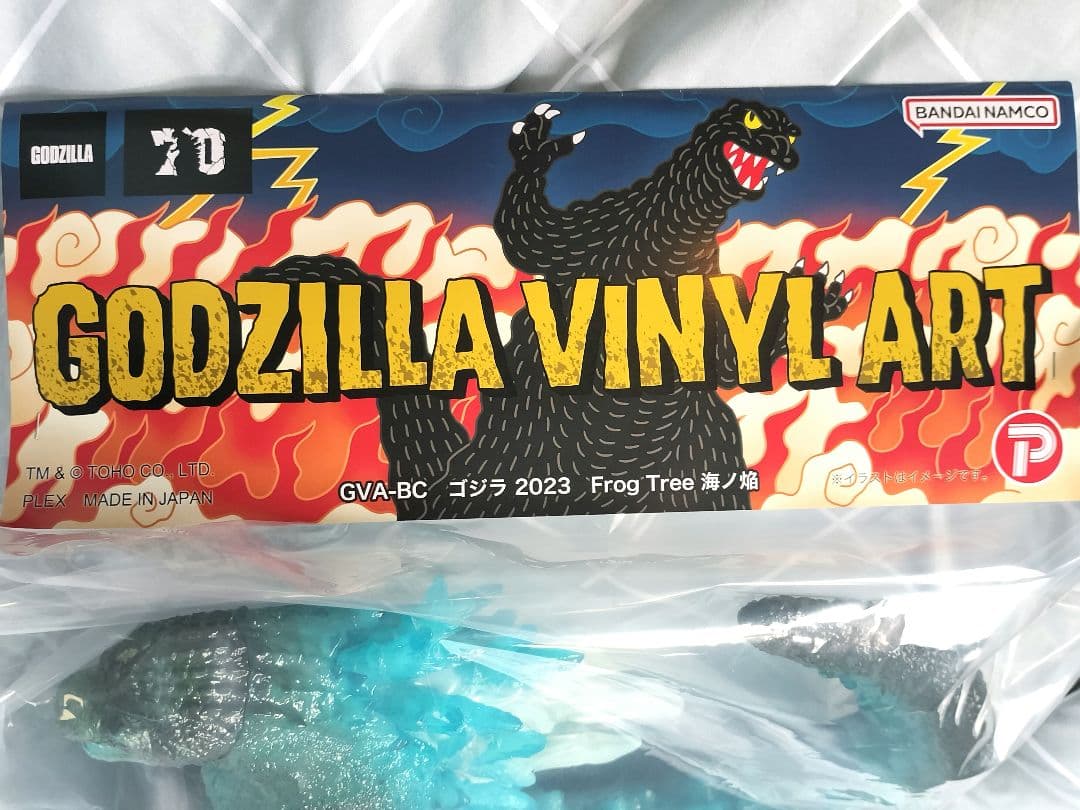 GODZILLA
70
BANDAI NAMCO
GODZILLA VINYL ART
TM & © TOHO CO., LTD.
PLEX MADE IN JAPAN
GVA-BC ゴジラ 2023 Frog Tree 海ノ焔
※イラストはイメージです。
P